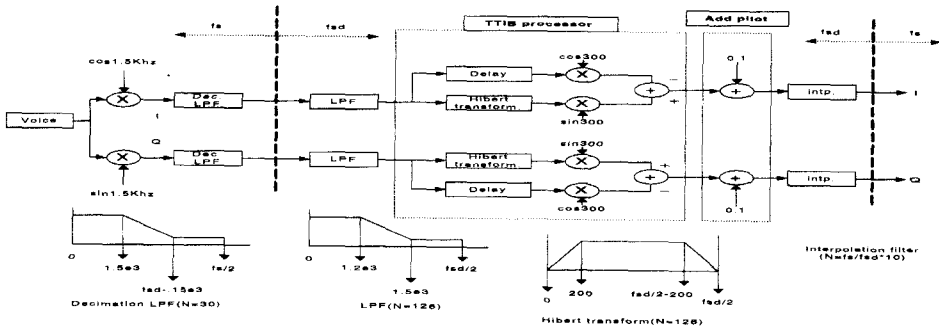 TTIB processor
Add pilot
fs
fsd
fsd
fs
cos1.5Khz
cos300
0.1
Delay
Dec. LPF
LPF
Hibert transform
Intp.
I
Voice
I
sin300
Q
sin300
Dec. LPF
LPF
Hibert transform
Intp.
Q
Delay
sin1.5Khz
cos300
0.1
0
1.5e3
fs/2
fsd-.15e3
Decimation LPF(N=30)
0
1.2e3
fsd/2
1.5e3
LPF(N=126)
0
200
fsd/2-200
fsd/2
Hibert transform(N=126)
Interpolation filter
(N=fs/fsd*10)